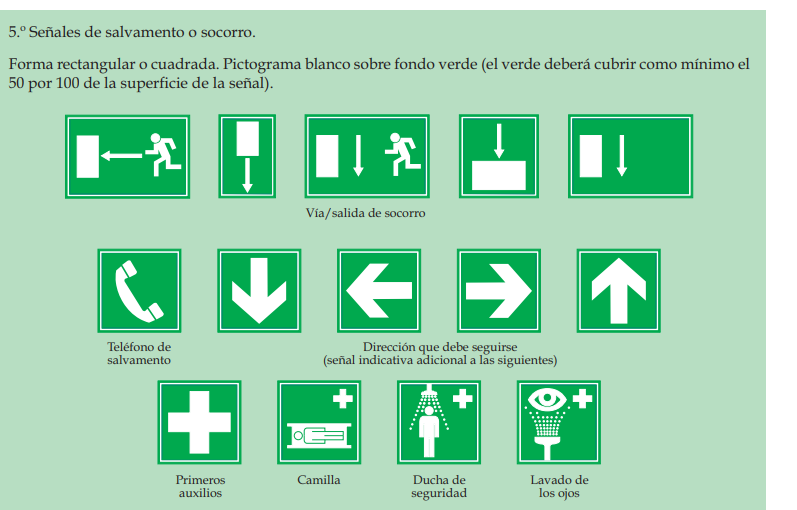 5.º Señales de salvamento o socorro.
Forma rectangular o cuadrada. Pictograma blanco sobre fondo verde (el verde deberá cubrir como mínimo el
50 por 100 de la superficie de la señal).
Vía/salida de socorro
Teléfono de
salvamento
Dirección que debe seguirse
(señal indicativa adicional a las siguientes)
Primeros
auxilios
Camilla
Ducha de
seguridad
Lavado de
los ojos